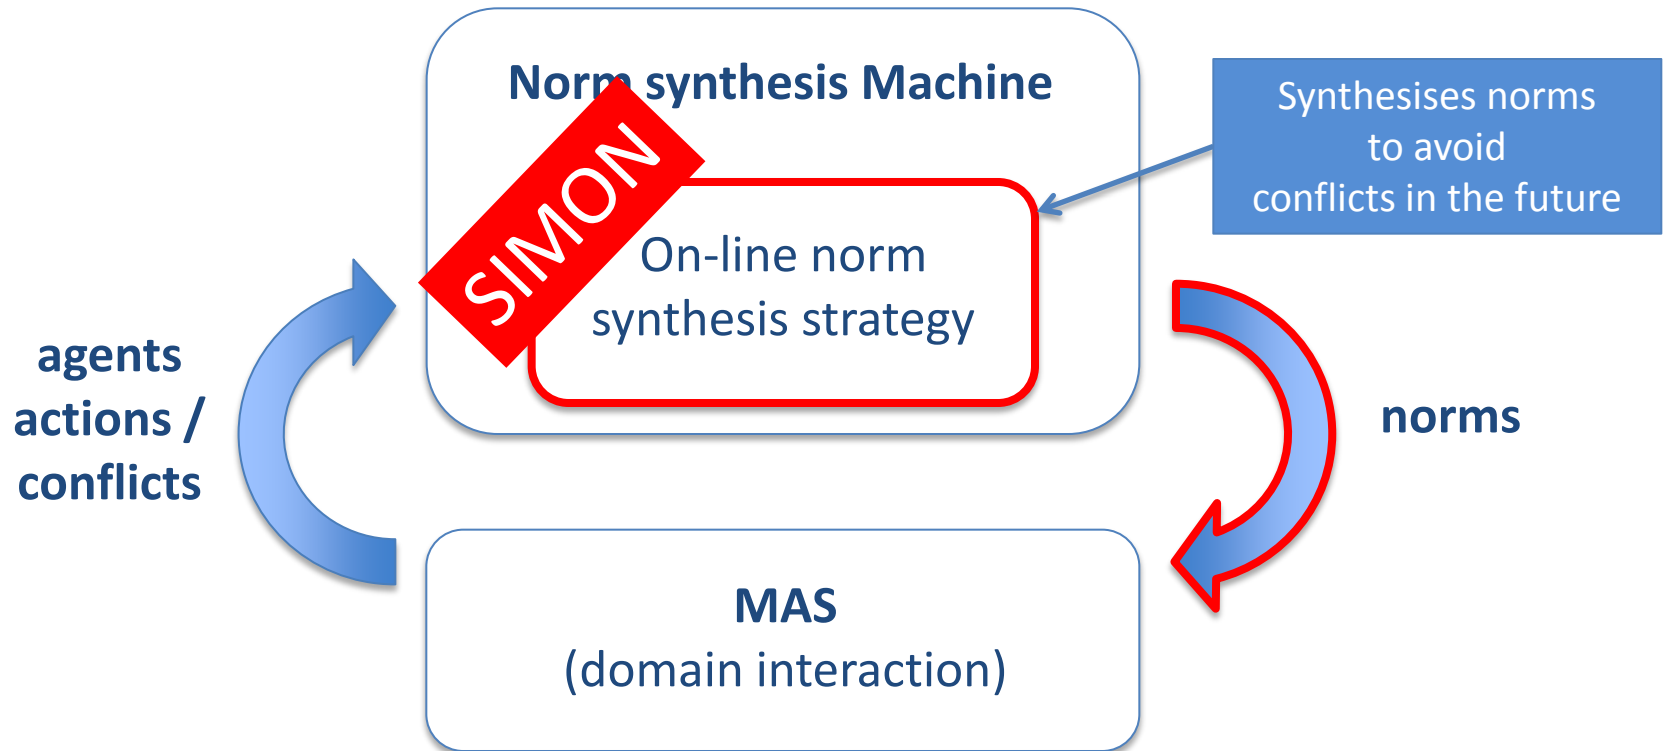 Norm synthesis Machine
Synthesises norms
to avoid
conflicts in the future
SIMON
On-line norm
synthesis strategy
agents
actions /
conflicts
norms
MAS
(domain interaction)